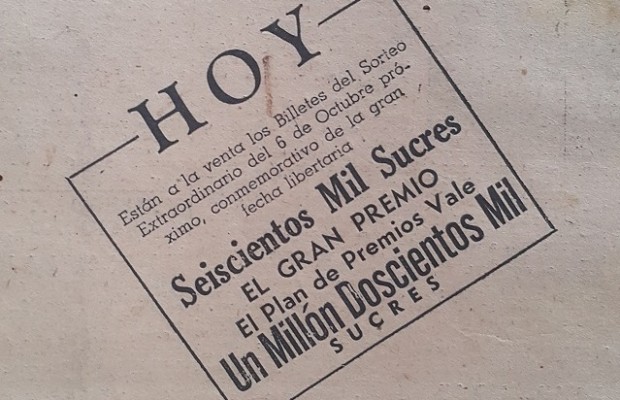 HOY
Están a la venta los Billetes del Sorteo
Extraordinario del 6 de Octubre pró-
ximo, conmemorativo de la gran
fecha libertaria
Seiscientos Mil Sucres
EL GRAN PREMIO
El Plan de Premios Vale
Un Millón Doscientos Mil
SUCRES